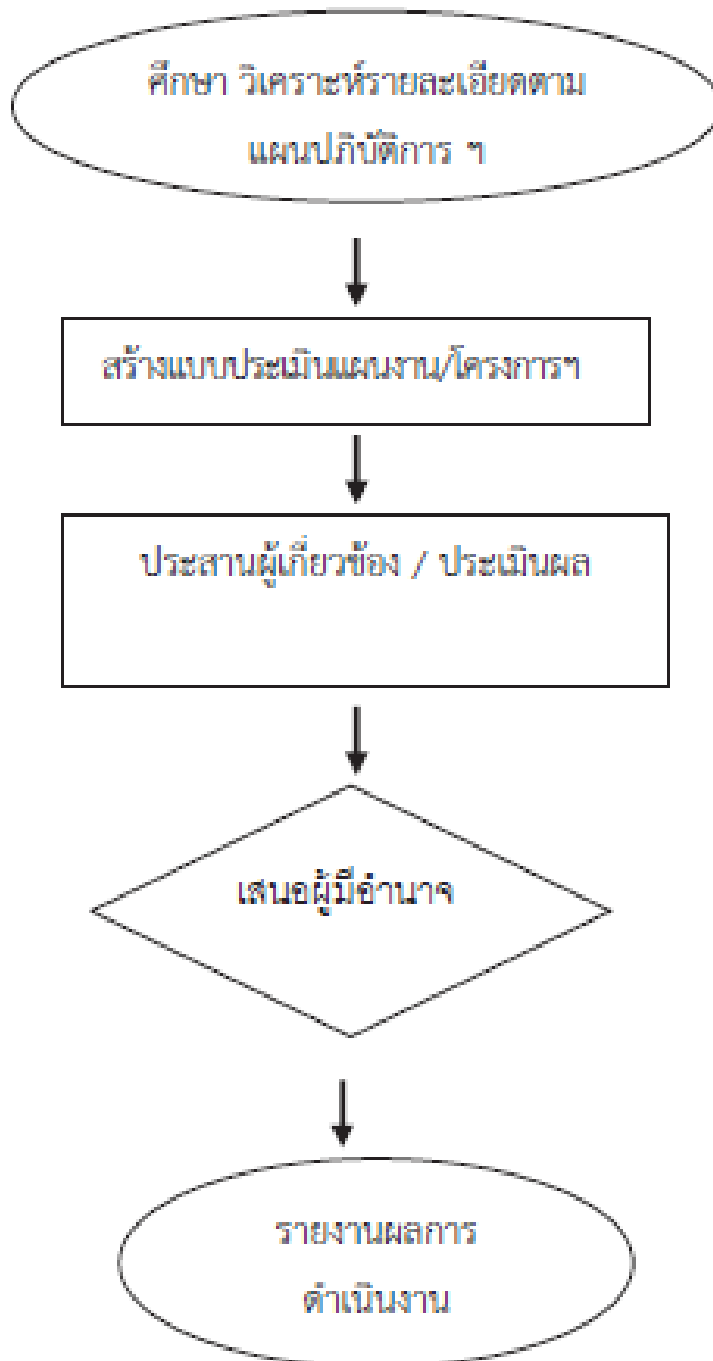 ศึกษา วิเคราะห์รายละเอียดตาม
แผนปฏิบัติการ ฯ
สร้างแบบประเมินแผนงาน/โครงการฯ
ประสานผู้เกี่ยวข้อง / ประเมินผล
เสนอผู้มีอำนาจ
รายงานผลการ
ดำเนินงาน